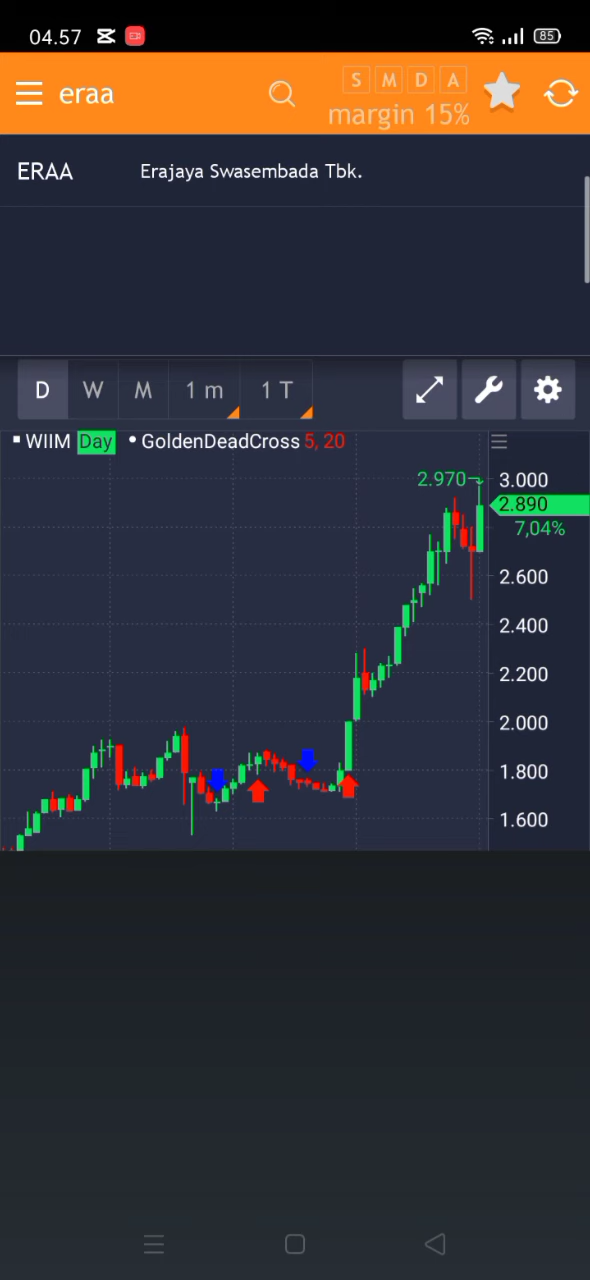 04.57 85
eraa S M D A
margin 15%
ERAA Erajaya Swasembada Tbk.
D W M 1 m 1 T
WIIM Day GoldenDeadCross 5, 20
2.970 3.000
2.890
7,04%
2.600
2.400
2.200
2.000
1.800
1.600